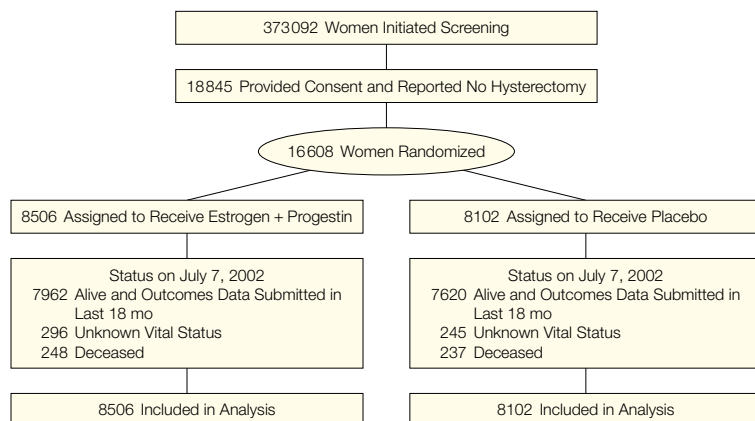 373092 Women Initiated Screening
18845 Provided Consent and Reported No Hysterectomy
16608 Women Randomized
8506 Assigned to Receive Estrogen + Progestin
Status on July 7, 2002
7962 Alive and Outcomes Data Submitted in
Last 18 mo
296 Unknown Vital Status
248 Deceased
8506 Included in Analysis
8102 Assigned to Receive Placebo
Status on July 7, 2002
7620 Alive and Outcomes Data Submitted in
Last 18 mo
245 Unknown Vital Status
237 Deceased
8102 Included in Analysis